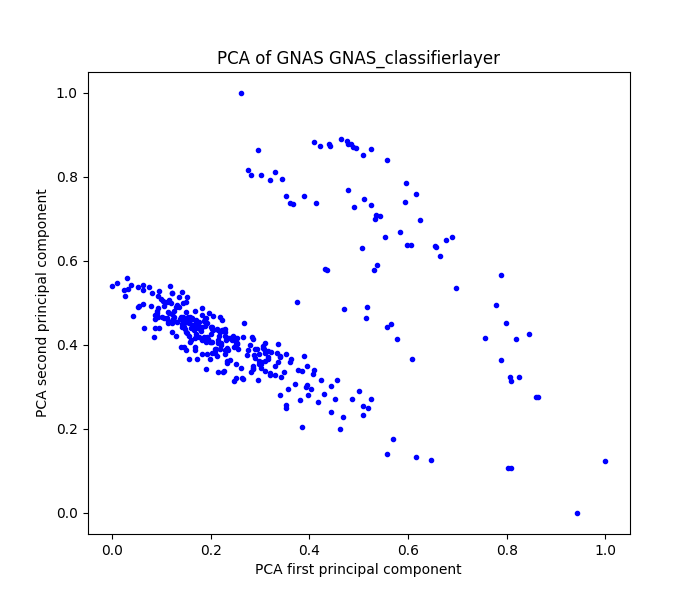 PCA of GNAS GNAS_classifierlayer
1.0
0.8
0.6
0.4
0.2
0.0
PCA second principal component
0.0 0.2 0.4 0.6 0.8 1.0
PCA first principal component